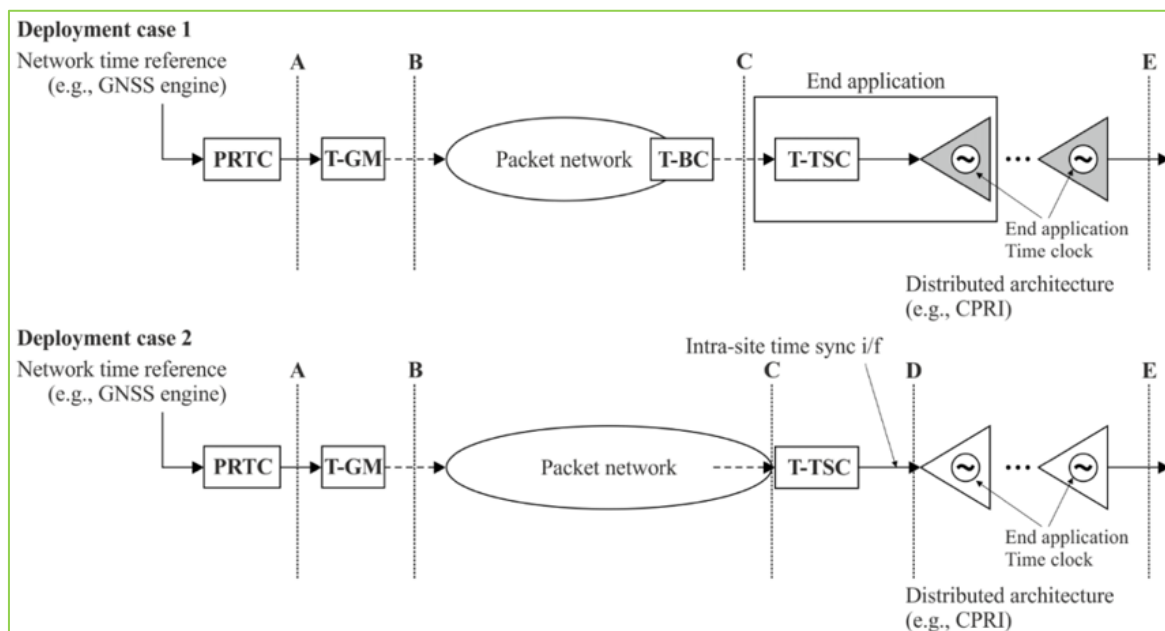 Deployment case 1
Network time reference
(e.g., GNSS engine)
A
B
C
E
End application
PRTC
T-GM
Packet network
T-BC
T-TSC
~
•••
~
End application
Time clock
Distributed architecture
(e.g., CPRI)
Deployment case 2
Network time reference
(e.g., GNSS engine)
Intra-site time sync i/f
A
B
C
D
E
PRTC
T-GM
Packet network
T-TSC
~
•••
~
End application
Time clock
Distributed architecture
(e.g., CPRI)